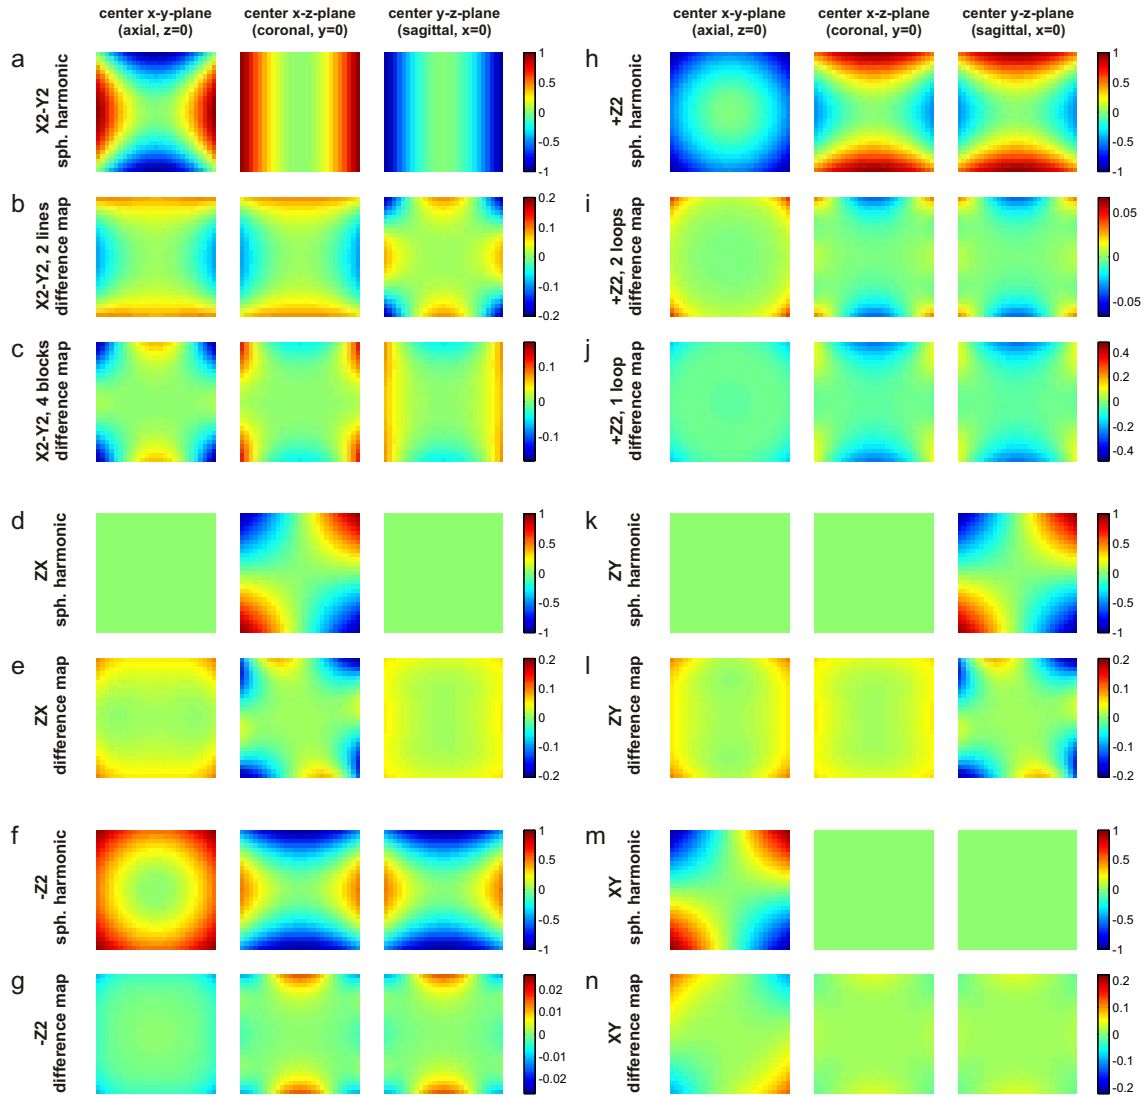 center x-y-plane
(axial, z=0)
center x-z-plane
(coronal, y=0)
center y-z-plane
(sagittal, x=0)
a
X2-Y2
sph. harmonic
1
0.5
0
-0.5
-1
b
X2-Y2, 2 lines
difference map
0.2
0.1
0
-0.1
-0.2
c
X2-Y2, 4 blocks
difference map
0.1
0
-0.1
d
ZX
sph. harmonic
1
0.5
0
-0.5
-1
e
ZX
difference map
0.2
0.1
0
-0.1
-0.2
f
-Z2
sph. harmonic
1
0.5
0
-0.5
-1
g
-Z2
difference map
0.02
0.01
0
-0.01
-0.02
center x-y-plane
(axial, z=0)
center x-z-plane
(coronal, y=0)
center y-z-plane
(sagittal, x=0)
h
+Z2
sph. harmonic
1
0.5
0
-0.5
-1
i
+Z2, 2 loops
difference map
0.05
0
-0.05
j
+Z2, 1 loop
difference map
0.4
0.2
0
-0.2
-0.4
k
ZY
sph. harmonic
1
0.5
0
-0.5
-1
l
ZY
difference map
0.2
0.1
0
-0.1
-0.2
m
XY
sph. harmonic
1
0.5
0
-0.5
-1
n
XY
difference map
0.2
0.1
0
-0.1
-0.2